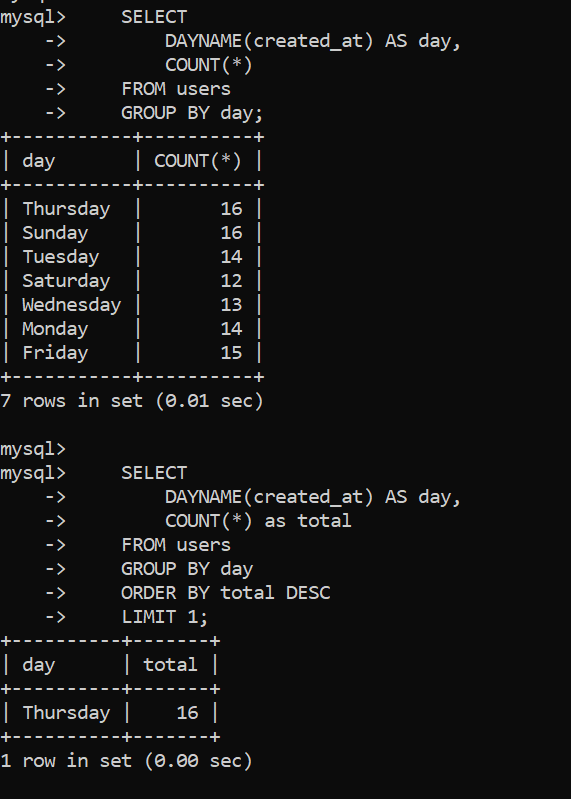 mysql>     SELECT
    ->         DAYNAME(created_at) AS day,
    ->         COUNT(*)
    ->     FROM users
    ->     GROUP BY day;
+-----------+----------+
| day       | COUNT(*) |
+-----------+----------+
| Thursday  |       16 |
| Sunday    |       16 |
| Tuesday   |       14 |
| Saturday  |       12 |
| Wednesday |       13 |
| Monday    |       14 |
| Friday    |       15 |
+-----------+----------+
7 rows in set (0.01 sec)

mysql>
mysql>     SELECT
    ->         DAYNAME(created_at) AS day,
    ->         COUNT(*) as total
    ->     FROM users
    ->     GROUP BY day
    ->     ORDER BY total DESC
    ->     LIMIT 1;
+----------+-------+
| day      | total |
+----------+-------+
| Thursday |    16 |
+----------+-------+
1 row in set (0.00 sec)